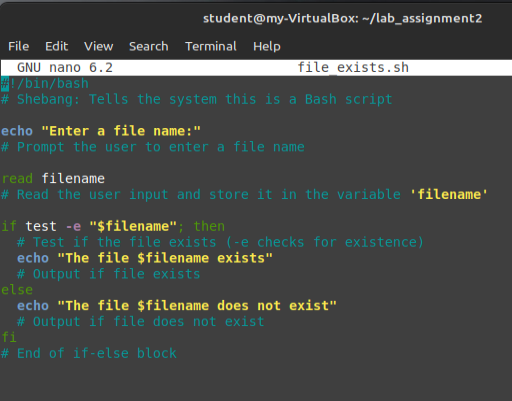 student@my-VirtualBox: ~/lab_assignment2
File Edit View Search Terminal Help
GNU nano 6.2 file_exists.sh
#!/bin/bash
# Shebang: Tells the system this is a Bash script
echo "Enter a file name:"
# Prompt the user to enter a file name
read filename
# Read the user input and store it in the variable 'filename'
if test -e "$filename"; then
# Test if the file exists (-e checks for existence)
echo "The file $filename exists"
# Output if file exists
else
echo "The file $filename does not exist"
# Output if file does not exist
fi
# End of if-else block